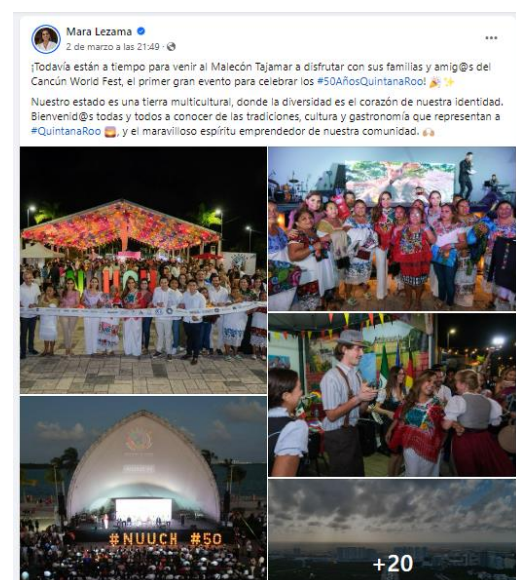 Mara Lezama
2 de marzo a las 21:49 ·
¡Todavía están a tiempo para venir al Malecón Tajamar a disfrutar con sus familias y amig@s del
Cancún World Fest, el primer gran evento para celebrar los #50AñosQuintanaRoo! 🎉✨
Nuestro estado es una tierra multicultural, donde la diversidad es el corazón de nuestra identidad.
Bienvenid@s todas y todos a conocer de las tradiciones, cultura y gastronomía que representan a
#QuintanaRoo 🌅, y el maravilloso espíritu emprendedor de nuestra comunidad. 🙌🏼
#NUUCH #50
+20